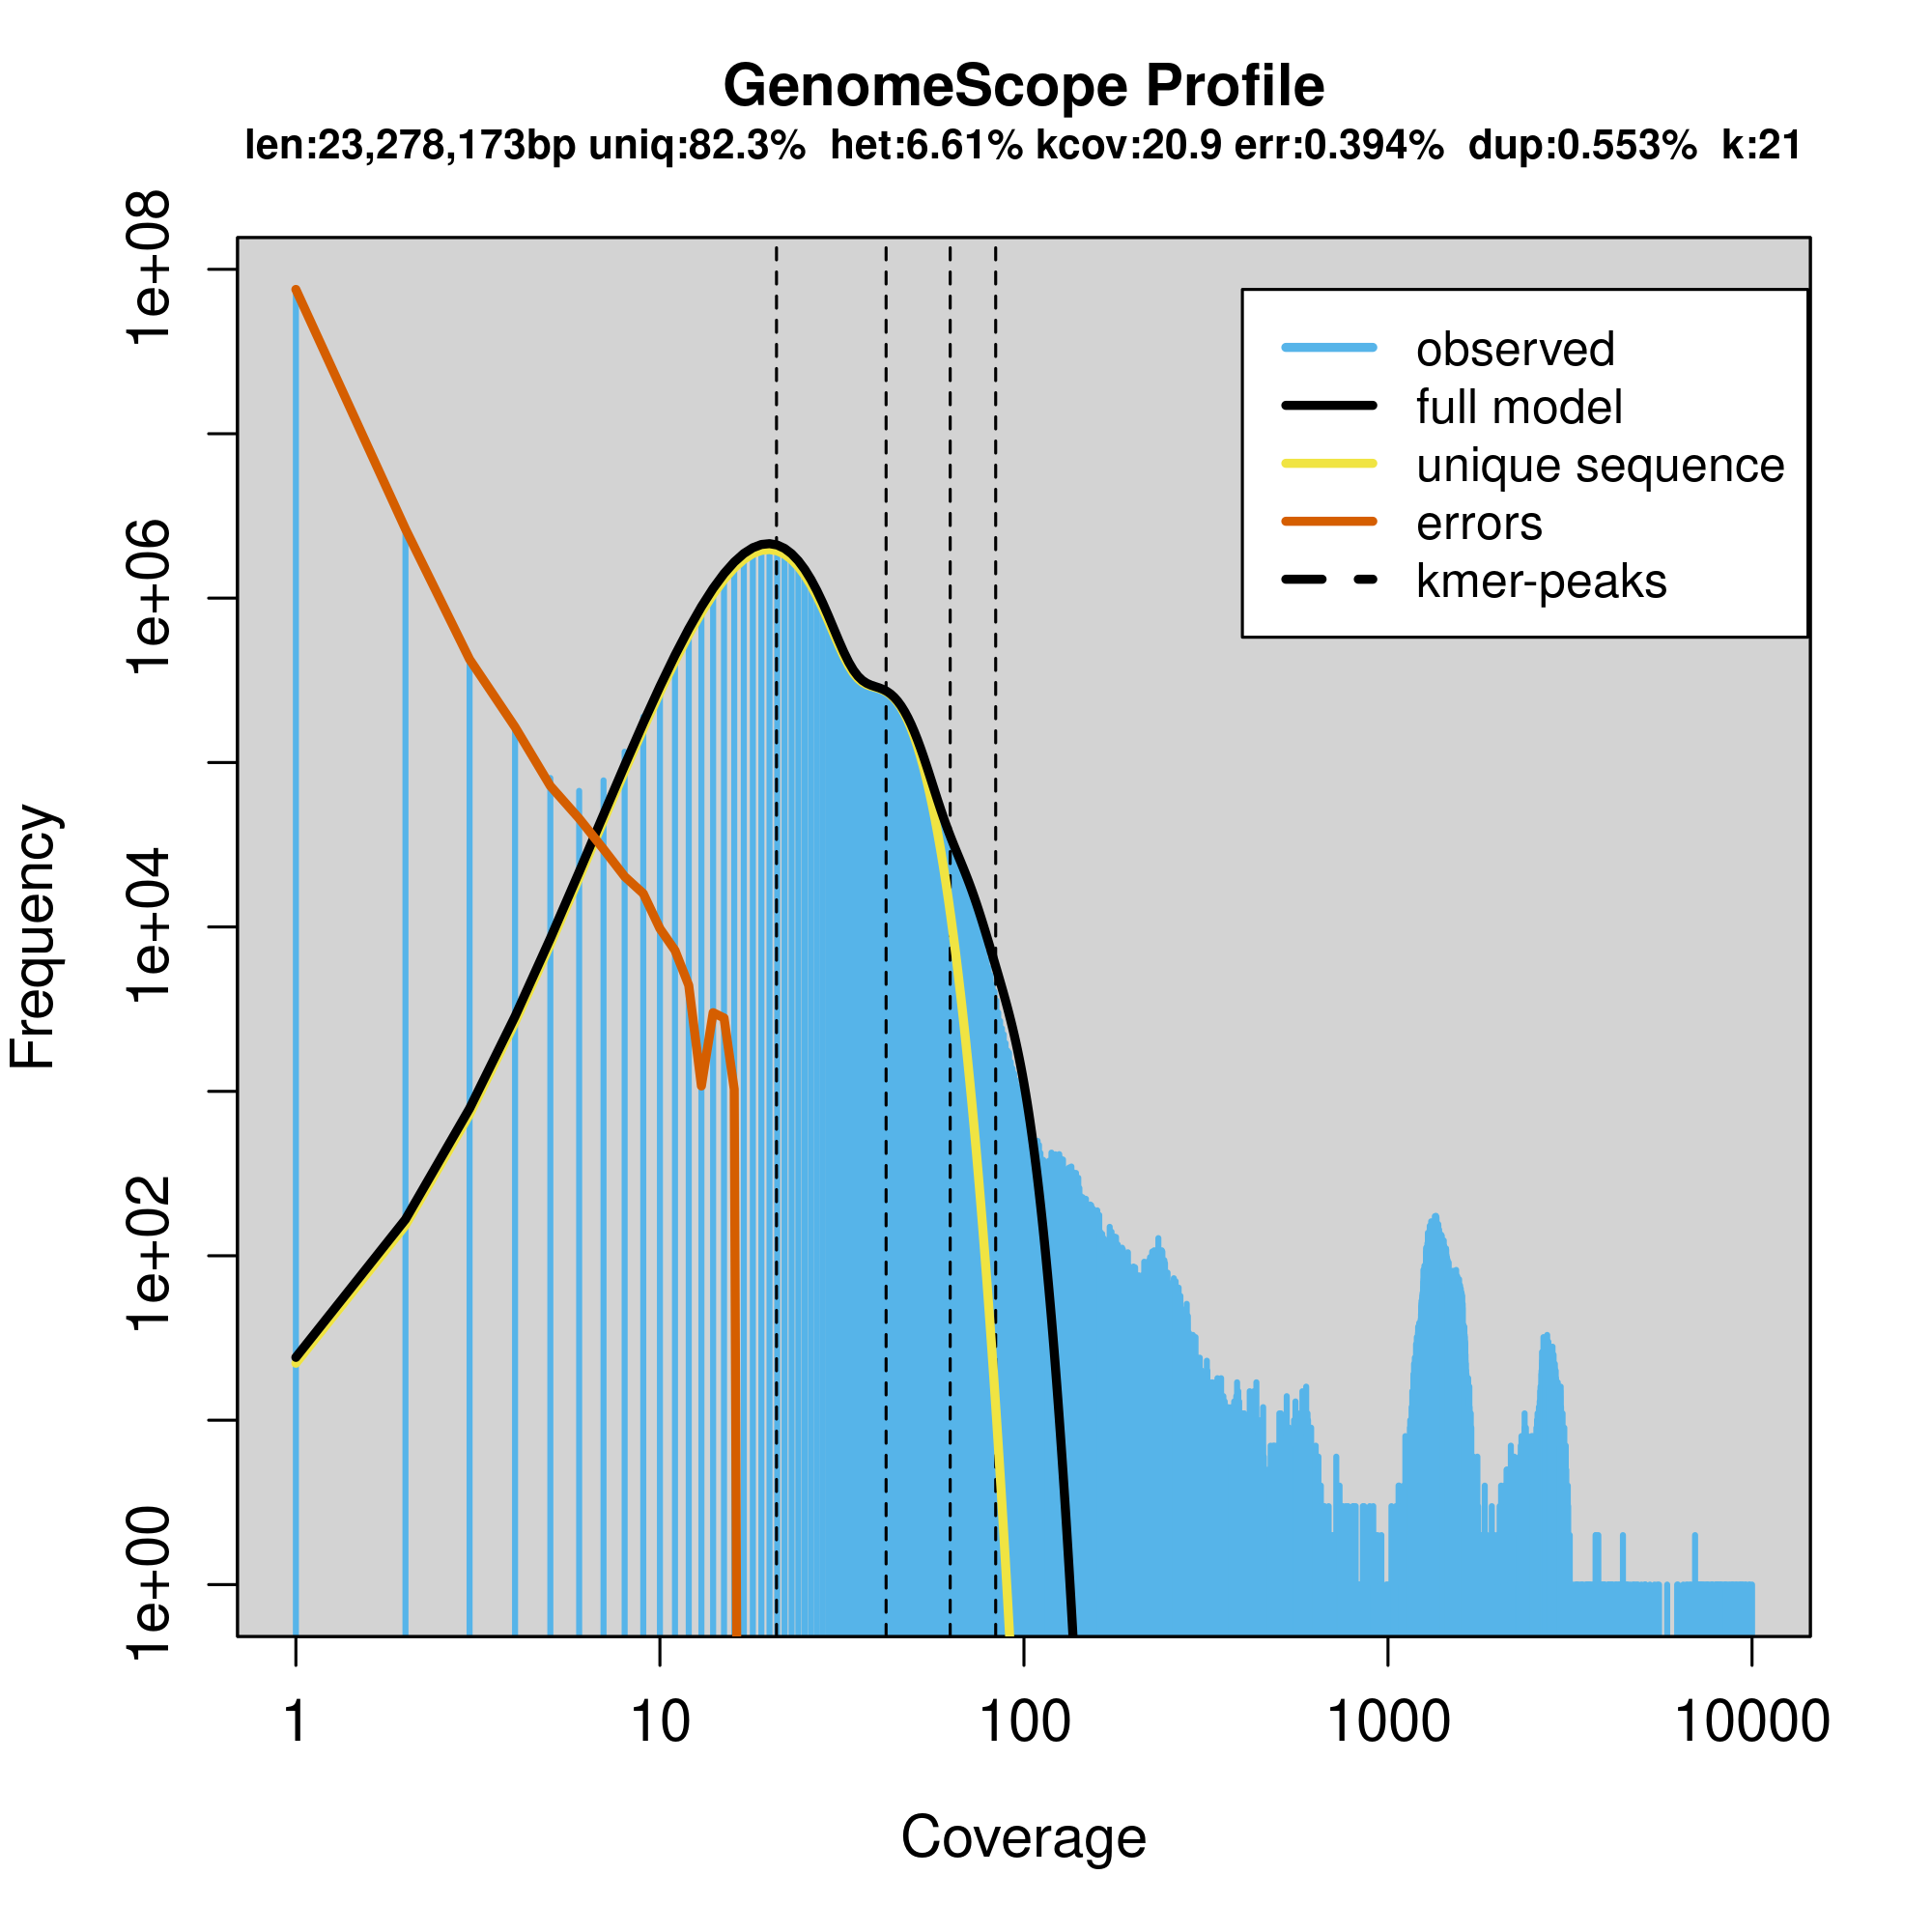 GenomeScope Profile
len:23,278,173bp uniq:82.3%  het:6.61% kcov:20.9 err:0.394%  dup:0.553%  k:21
Frequency
1e+08
1e+06
1e+04
1e+02
1e+00
observed
full model
unique sequence
errors
kmer-peaks
1 10 100 1000 10000
Coverage